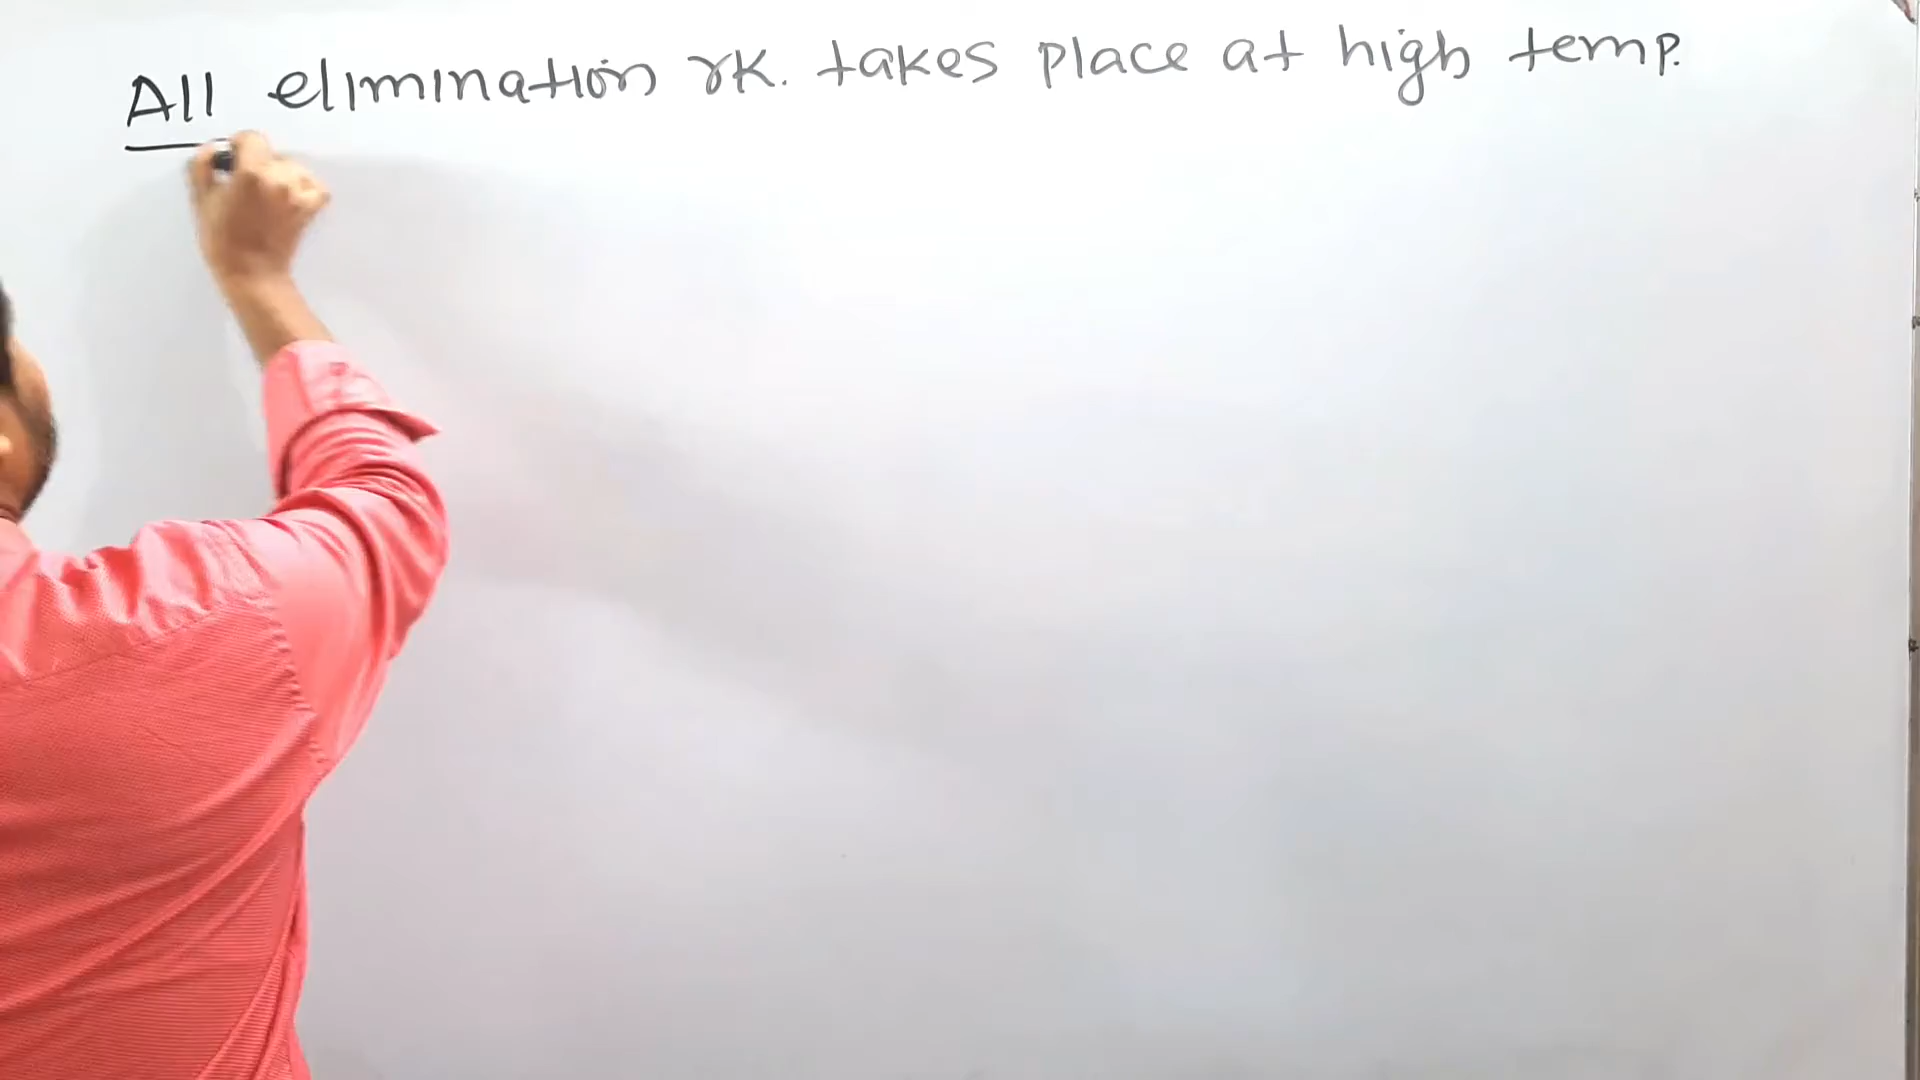 All elimination rk. takes place at high temp.